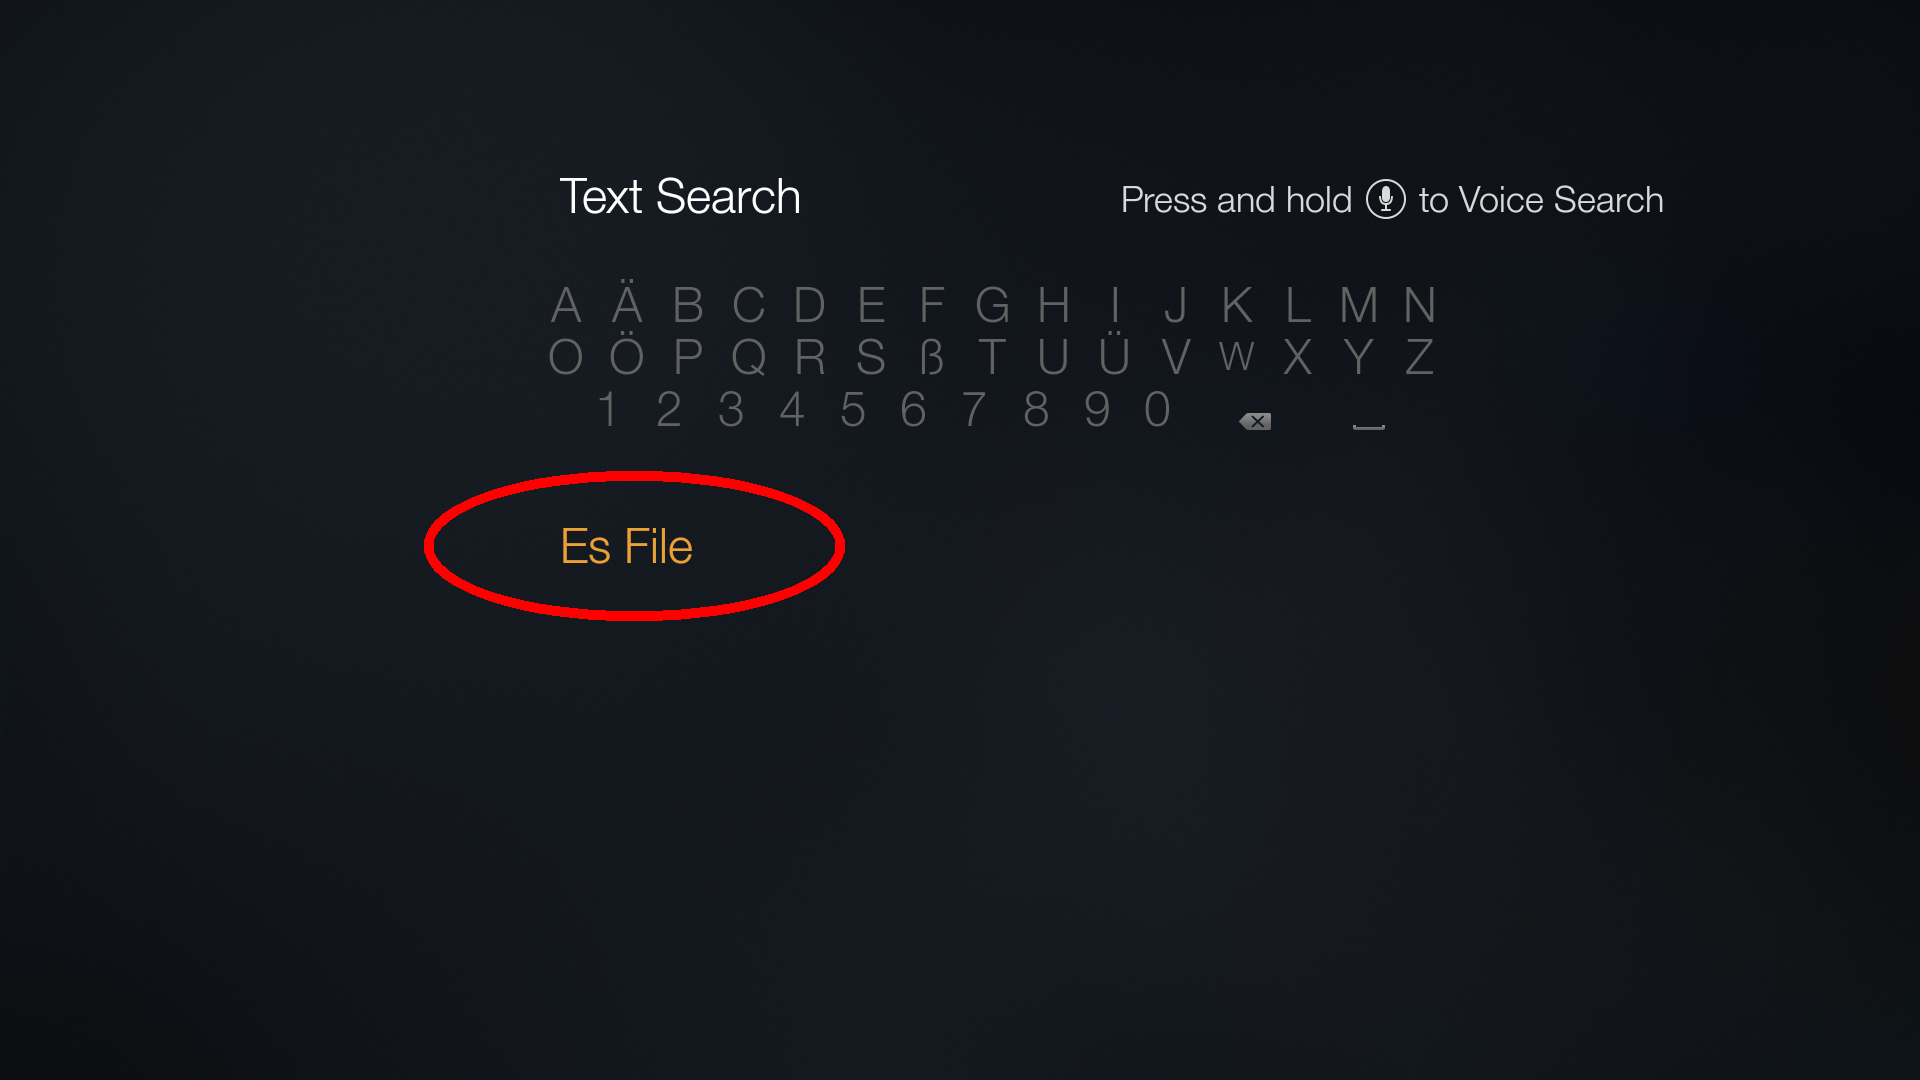 Text Search
Press and hold to Voice Search
A Ä B C D E F G H I J K L M N
O Ö P Q R S ß T U Ü V W X Y Z
1 2 3 4 5 6 7 8 9 0
Es File